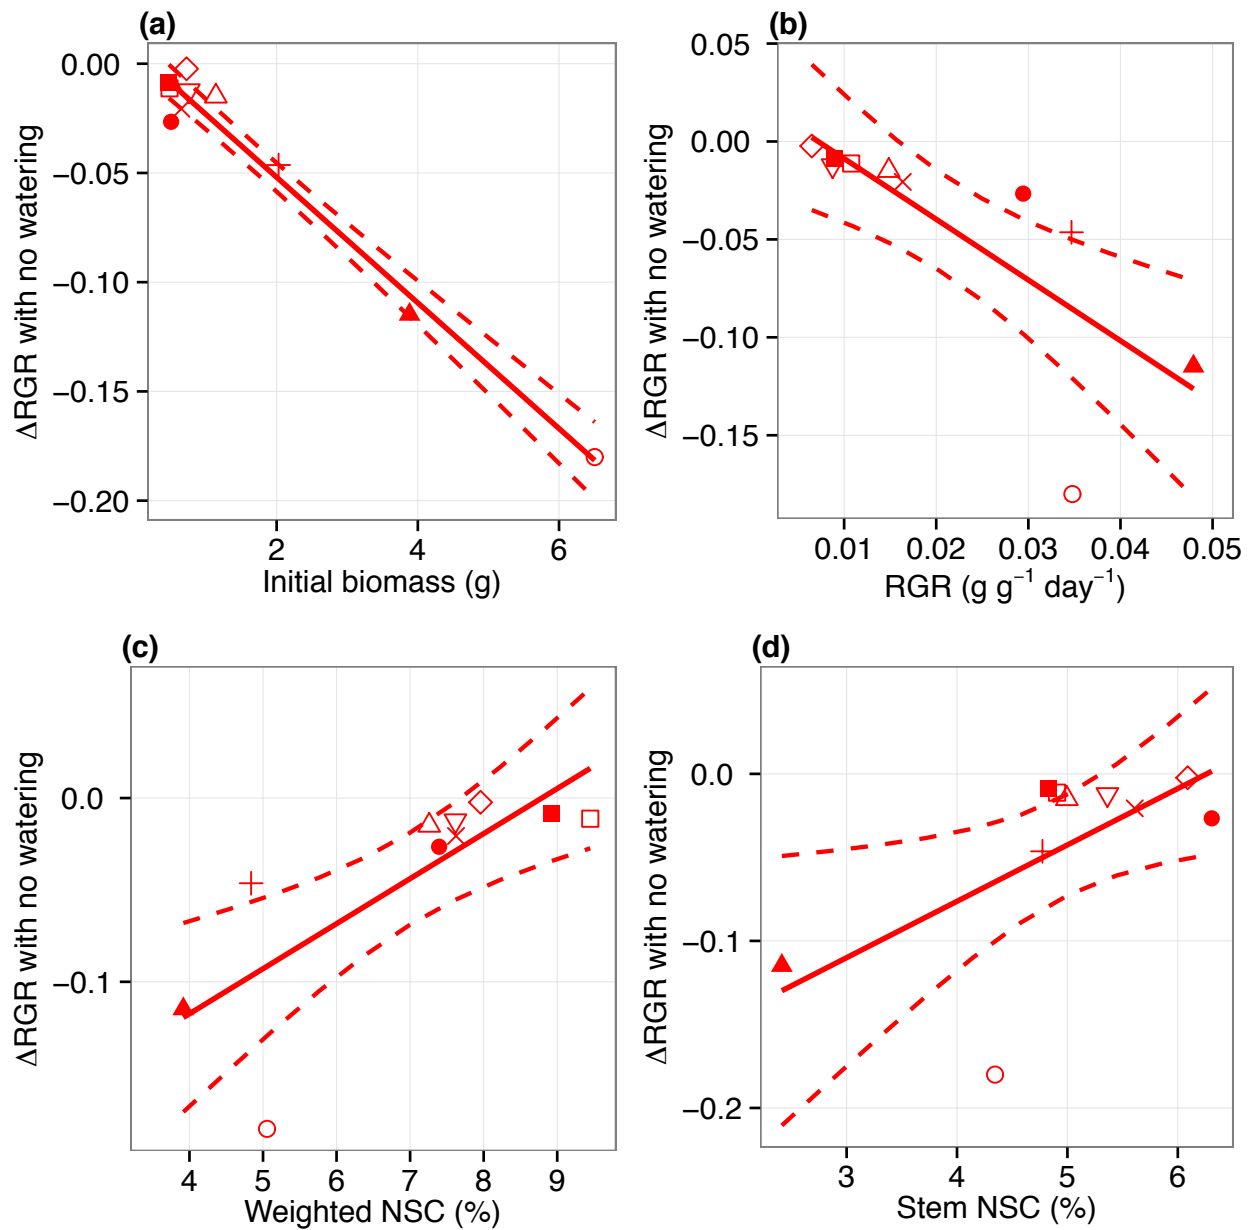 (a)
ΔRGR with no watering
0.00
−0.05
−0.10
−0.15
−0.20
2 4 6
Initial biomass (g)
(b)
ΔRGR with no watering
0.05
0.00
−0.05
−0.10
−0.15
0.01 0.02 0.03 0.04 0.05
RGR (g g⁻¹ day⁻¹)
(c)
ΔRGR with no watering
0.0
−0.1
4 5 6 7 8 9
Weighted NSC (%)
(d)
ΔRGR with no watering
0.0
−0.1
−0.2
3 4 5 6
Stem NSC (%)